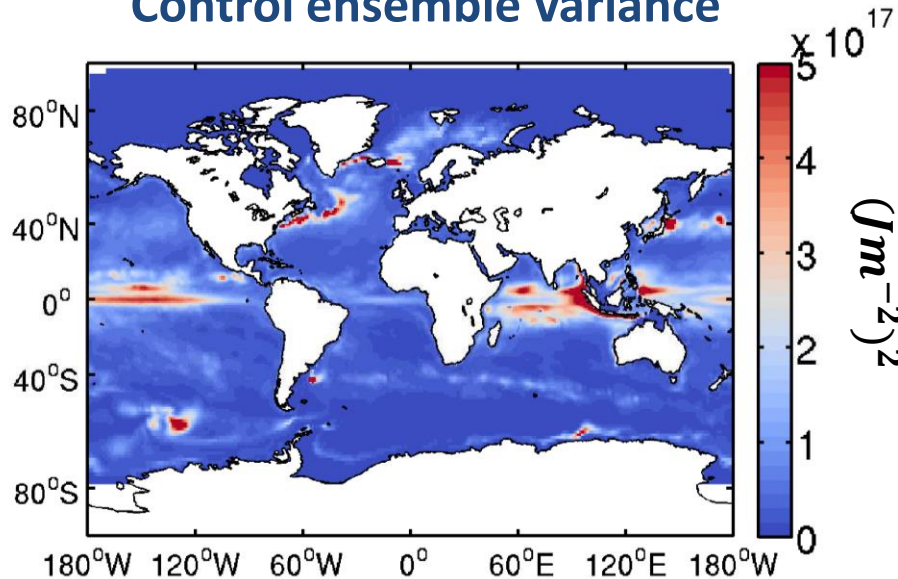 Control ensemble variance
x 10^17
80°N
40°N
0°
40°S
80°S
180°W 120°W 60°W 0° 60°E 120°E 180°W
5
4
3
2
1
0
(Jm⁻²)²